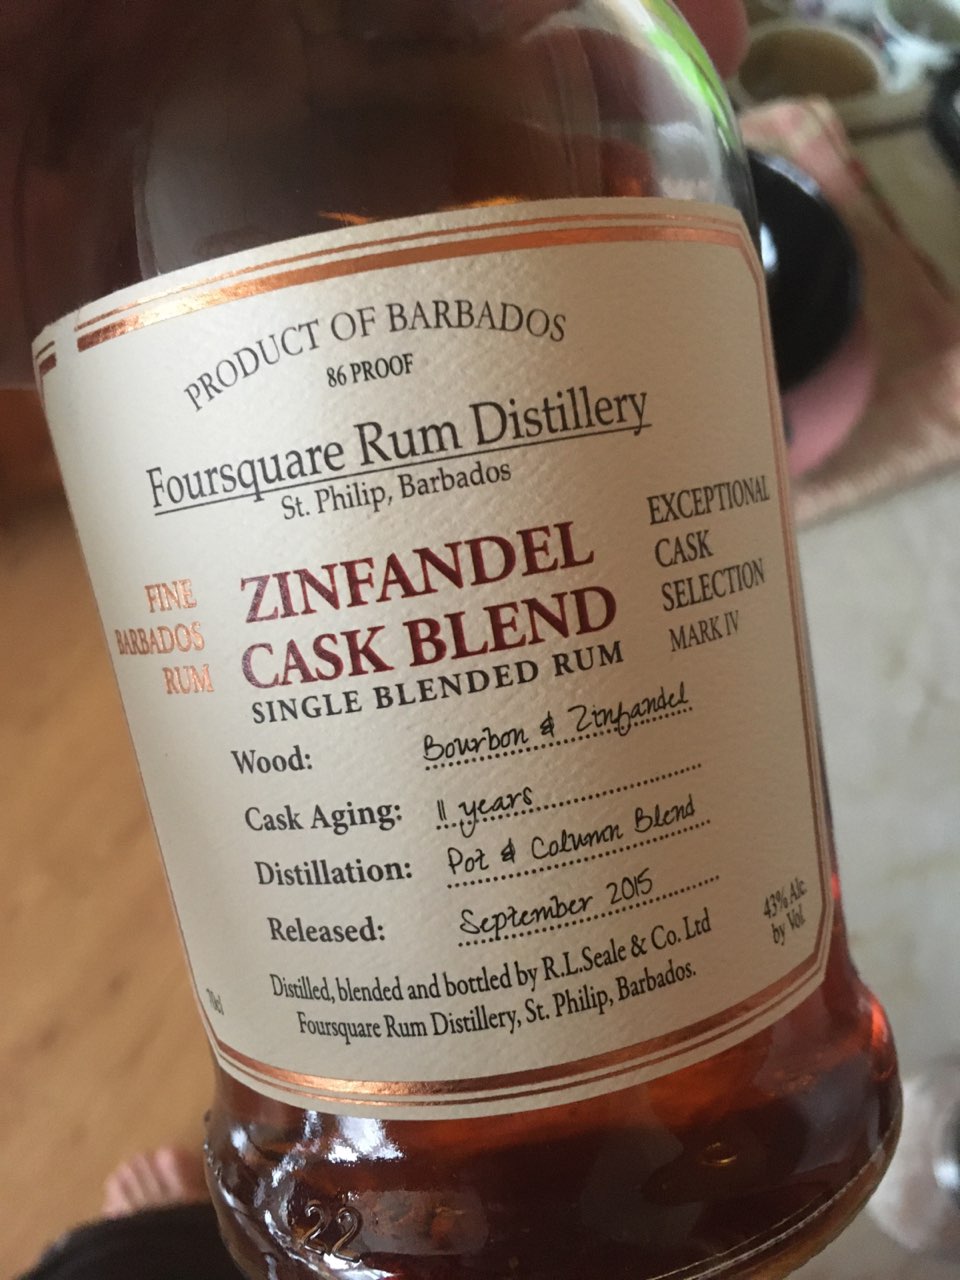 PRODUCT OF BARBADOS
86 PROOF
Foursquare Rum Distillery
St. Philip, Barbados
FINE
BARBADOS
RUM
ZINFANDEL
CASK BLEND
SINGLE BLENDED RUM
EXCEPTIONAL
CASK
SELECTION
MARK IV
Wood: Bourbon & Zinfandel
Cask Aging: 11 years
Distillation: Pot & Column Blend
Released: September 2015
43% Alc.
by Vol.
70cl
Distilled, blended and bottled by R.L.Seale & Co. Ltd
Foursquare Rum Distillery, St. Philip, Barbados.
22